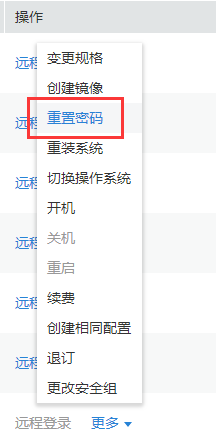 操作
远程
变更规格
创建镜像
远程
重置密码
重装系统
远程
切换操作系统
远程
开机
关机
远程
重启
续费
远程
创建相同配置
远程
退订
更改安全组
远程登录 更多